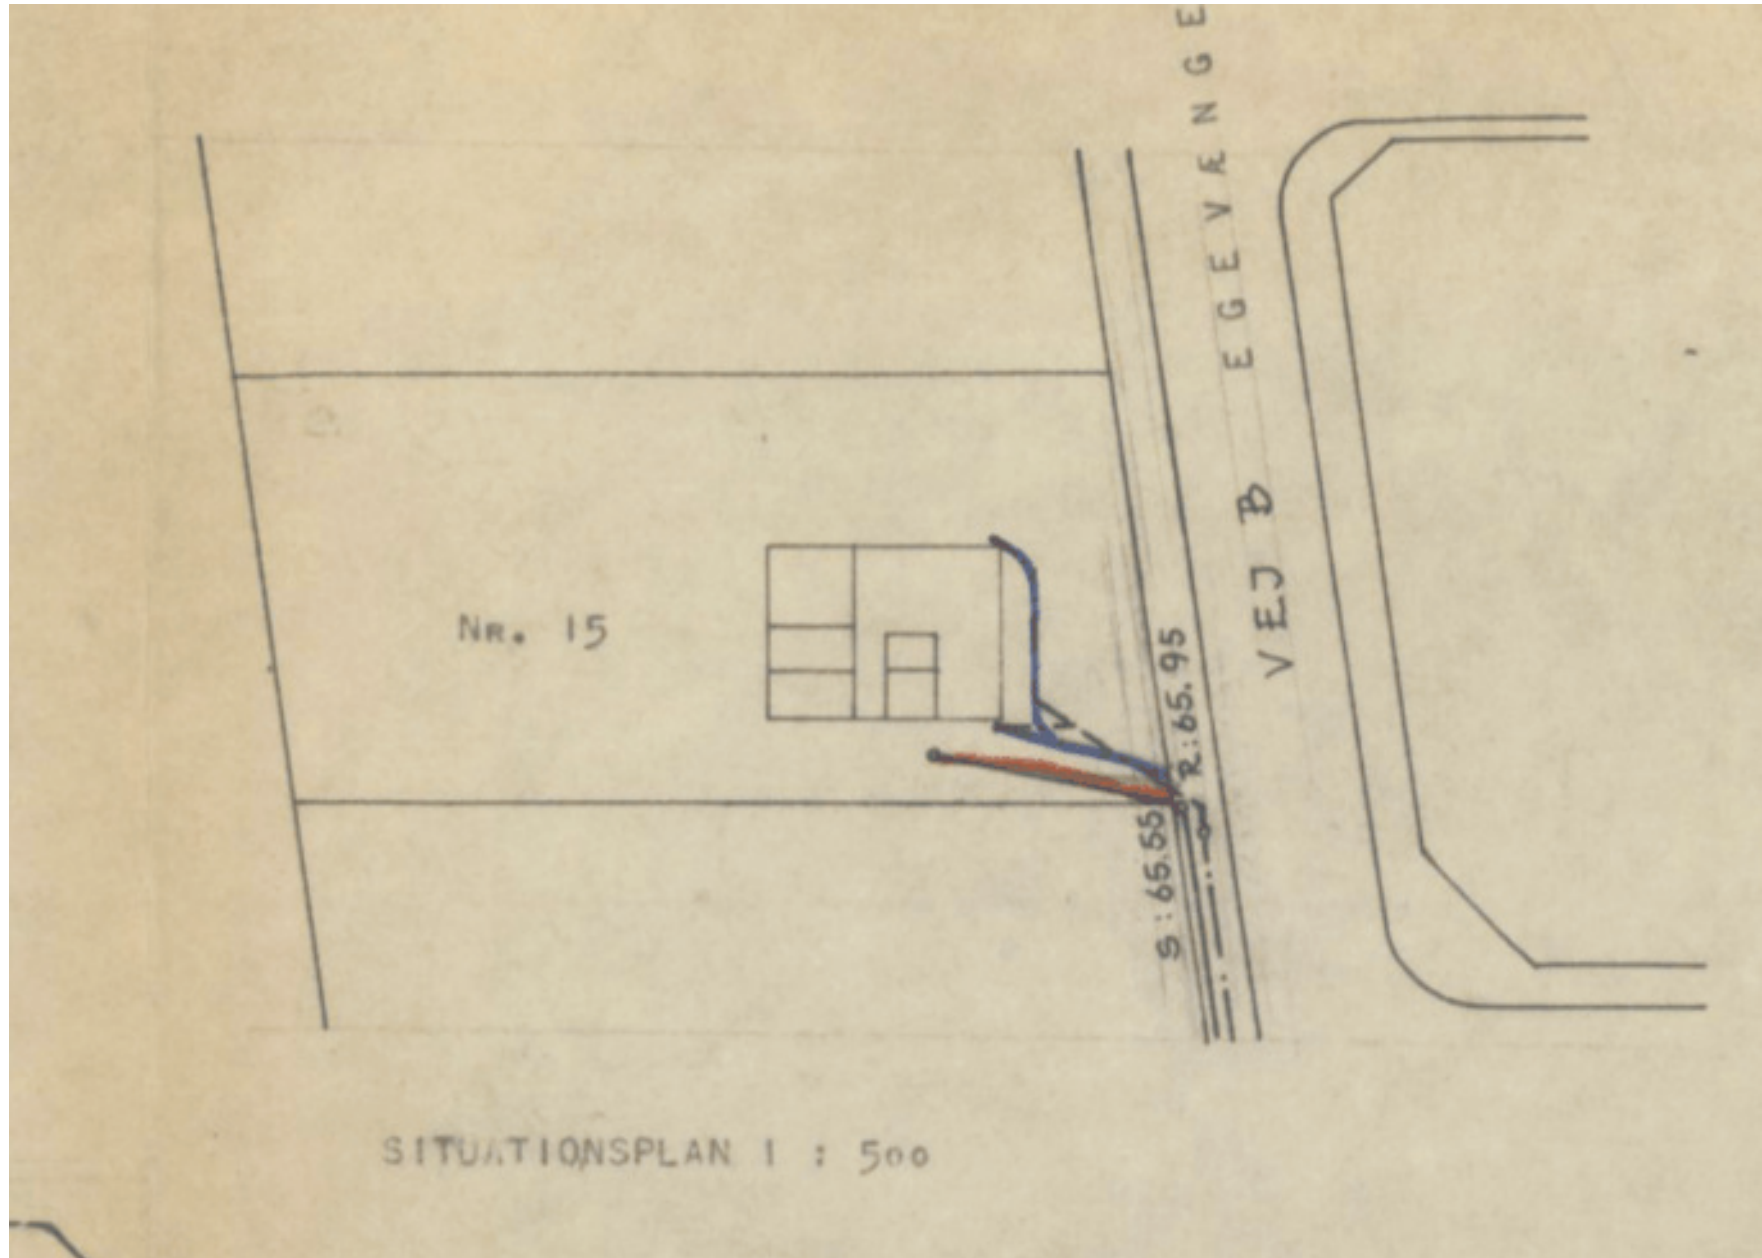 EGEVÆNGE
VEJ B
Nr. 15
R:65.95
S:65.55
SITUATIONSPLAN 1 : 500